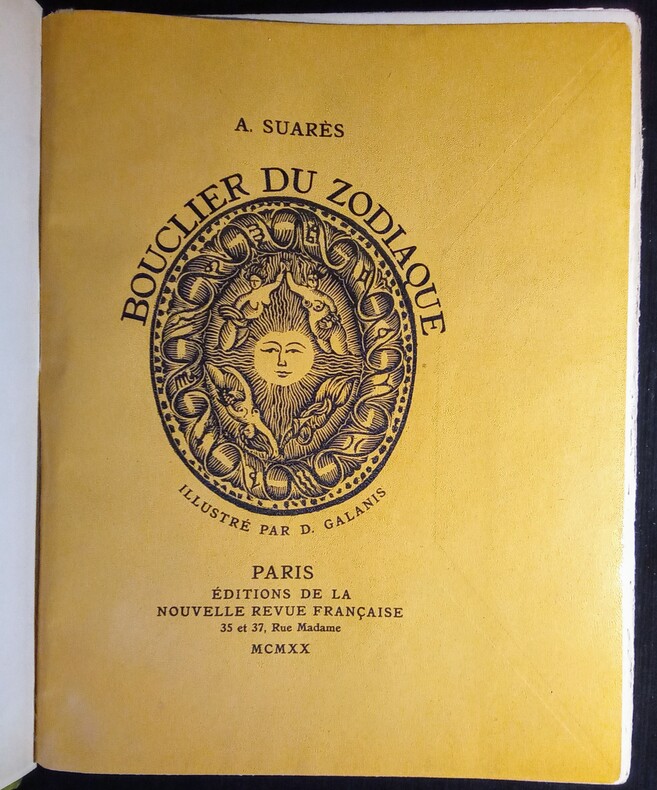 A. SUARÈS
BOUCLIER DU ZODIAQUE
ILLUSTRÉ PAR D. GALANIS
PARIS
ÉDITIONS DE LA
NOUVELLE REVUE FRANÇAISE
35 et 37, Rue Madame
MCMXX